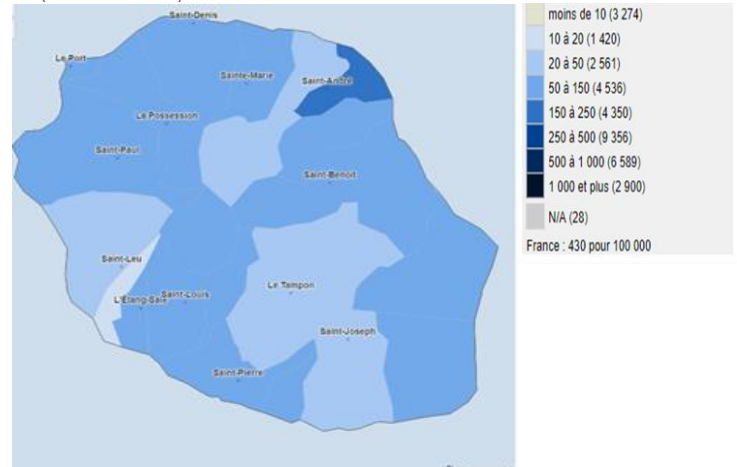 Saint-Denis
Le Port
Sainte-Marie
Saint-André
La Possession
Saint-Paul
Saint-Benoit
Saint-Leu
Le Tampon
L'Étang-Salé
Saint-Louis
Saint-Joseph
Saint-Pierre
moins de 10 (3 274)
10 à 20 (1 420)
20 à 50 (2 561)
50 à 150 (4 536)
150 à 250 (4 350)
250 à 500 (9 356)
500 à 1 000 (6 589)
1 000 et plus (2 900)
N/A (28)
France : 430 pour 100 000